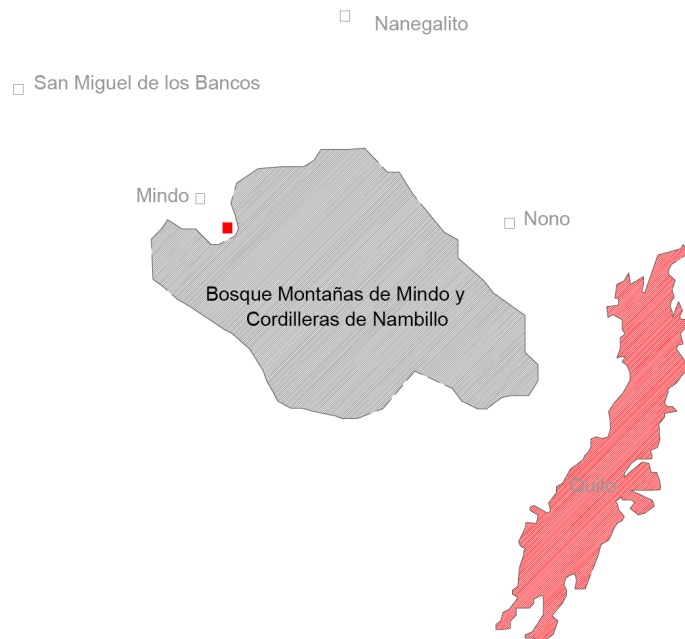 Nanegalito
San Miguel de los Bancos
Mindo
Nono
Bosque Montañas de Mindo y
Cordilleras de Nambillo
Quito